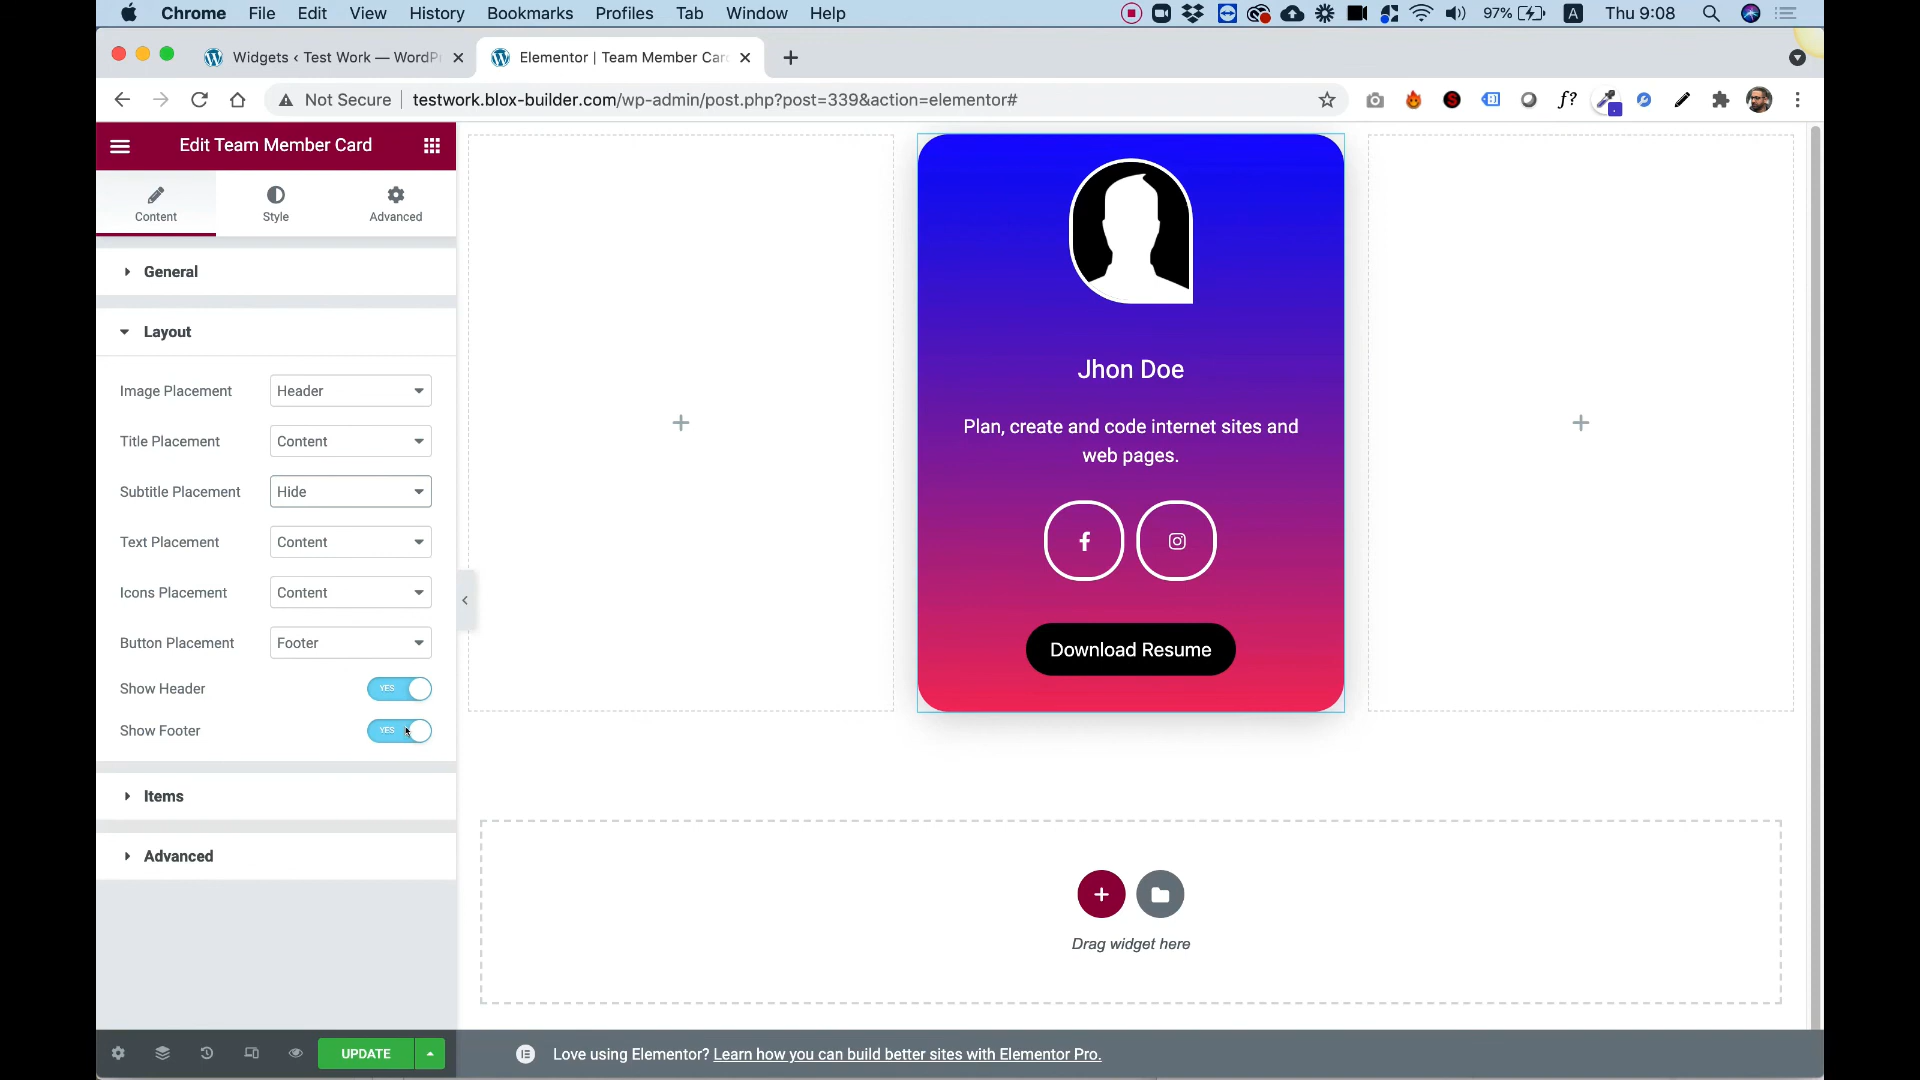 Chrome File Edit View History Bookmarks Profiles Tab Window Help 97% A Thu 9:08
Widgets ‹ Test Work — WordPr
Elementor | Team Member Car
Not Secure testwork.blox-builder.com/wp-admin/post.php?post=339&action=elementor#
f?
Edit Team Member Card
Content Style Advanced
General
Layout
Image Placement Header
Title Placement Content
Subtitle Placement Hide
Text Placement Content
Icons Placement Content
Button Placement Footer
Show Header YES
Show Footer YES
Items
Advanced
Jhon Doe
Plan, create and code internet sites and
web pages.
Download Resume
Drag widget here
UPDATE
Love using Elementor? Learn how you can build better sites with Elementor Pro.